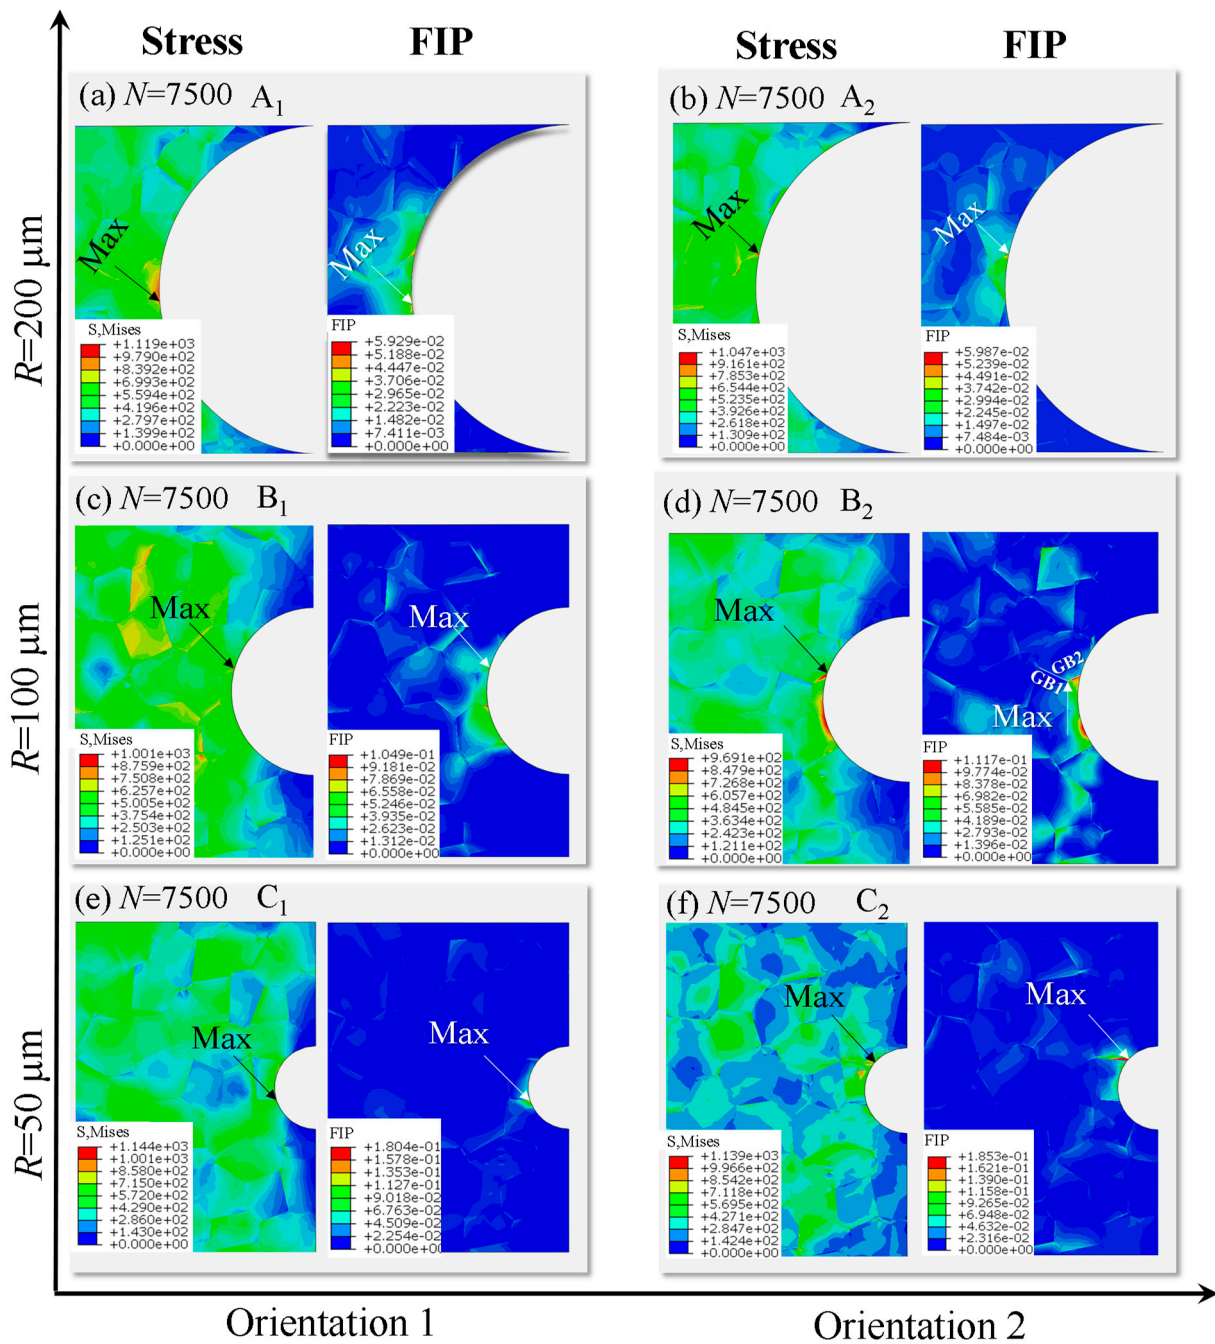 Stress FIP Stress FIP
R=200 µm
(a) N=7500 A1
Max
Max
S,Mises
+1.119e+03
+9.790e+02
+8.392e+02
+6.993e+02
+5.594e+02
+4.196e+02
+2.797e+02
+1.399e+02
+0.000e+00
FIP
+5.929e-02
+5.188e-02
+4.447e-02
+3.706e-02
+2.965e-02
+2.223e-02
+1.482e-02
+7.411e-03
+0.000e+00
(b) N=7500 A2
Max
Max
S,Mises
+1.047e+03
+9.161e+02
+7.853e+02
+6.544e+02
+5.235e+02
+3.926e+02
+2.618e+02
+1.309e+02
+0.000e+00
FIP
+5.987e-02
+5.239e-02
+4.491e-02
+3.742e-02
+2.994e-02
+2.245e-02
+1.497e-02
+7.484e-03
+0.000e+00
R=100 µm
(c) N=7500 B1
Max
Max
S,Mises
+1.001e+03
+8.759e+02
+7.508e+02
+6.257e+02
+5.005e+02
+3.754e+02
+2.503e+02
+1.251e+02
+0.000e+00
FIP
+1.049e-01
+9.181e-02
+7.869e-02
+6.558e-02
+5.246e-02
+3.935e-02
+2.623e-02
+1.312e-02
+0.000e+00
(d) N=7500 B2
Max
GB2
GB1
Max
S,Mises
+9.691e+02
+8.479e+02
+7.268e+02
+6.057e+02
+4.845e+02
+3.634e+02
+2.423e+02
+1.211e+02
+0.000e+00
FIP
+1.117e-01
+9.774e-02
+8.378e-02
+6.982e-02
+5.585e-02
+4.189e-02
+2.793e-02
+1.396e-02
+0.000e+00
R=50 µm
(e) N=7500 C1
Max
Max
S,Mises
+1.144e+03
+1.001e+03
+8.580e+02
+7.150e+02
+5.720e+02
+4.290e+02
+2.860e+02
+1.430e+02
+0.000e+00
FIP
+1.804e-01
+1.578e-01
+1.353e-01
+1.127e-01
+9.018e-02
+6.763e-02
+4.509e-02
+2.254e-02
+0.000e+00
(f) N=7500 C2
Max
Max
S,Mises
+1.139e+03
+9.966e+02
+8.542e+02
+7.118e+02
+5.695e+02
+4.271e+02
+2.847e+02
+1.424e+02
+0.000e+00
FIP
+1.853e-01
+1.621e-01
+1.390e-01
+1.158e-01
+9.265e-02
+6.948e-02
+4.632e-02
+2.316e-02
+0.000e+00
Orientation 1 Orientation 2